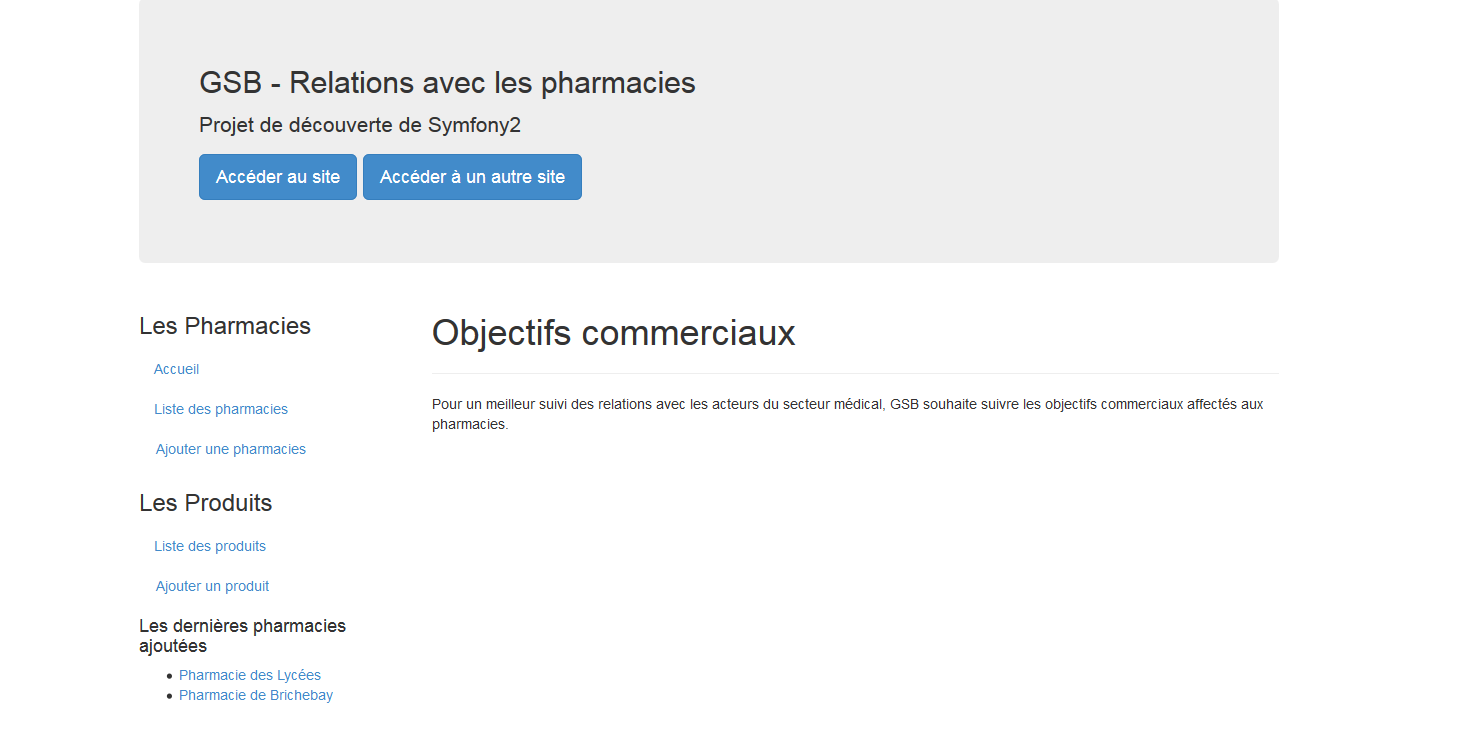 GSB - Relations avec les pharmacies
Projet de découverte de Symfony2
Accéder au site
Accéder à un autre site
Les Pharmacies
Accueil
Liste des pharmacies
Ajouter une pharmacies
Les Produits
Liste des produits
Ajouter un produit
Les dernières pharmacies
ajoutées
Pharmacie des Lycées
Pharmacie de Brichebay
Objectifs commerciaux
Pour un meilleur suivi des relations avec les acteurs du secteur médical, GSB souhaite suivre les objectifs commerciaux affectés aux
pharmacies.